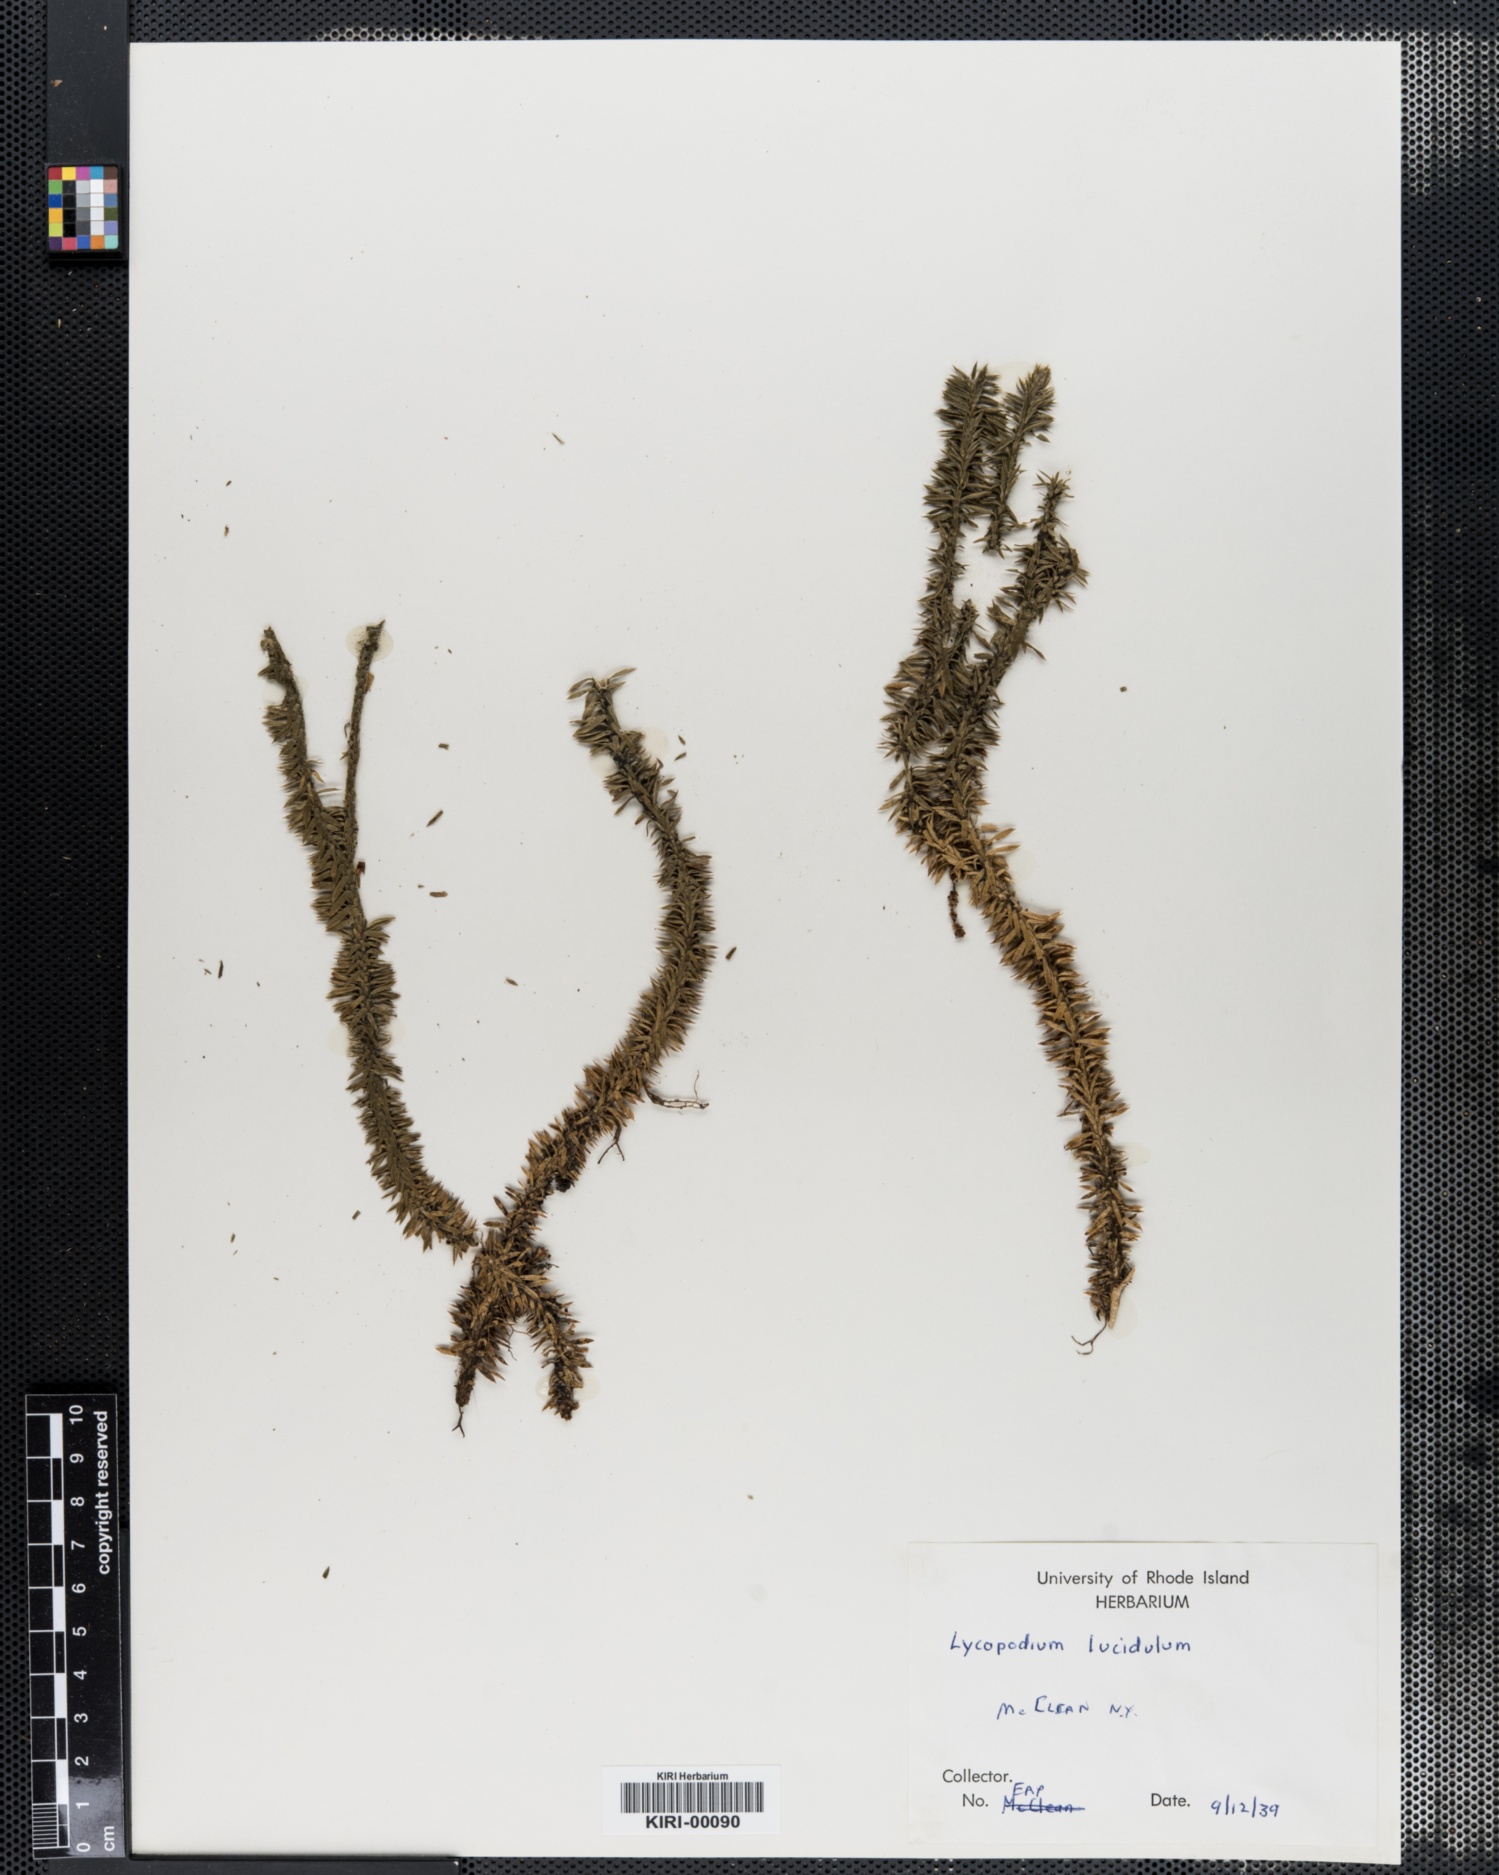 10
9
8
7
6
5
4
3
2
1
0
cm
copyright reserved
University of Rhode Island
HERBARIUM
Lycopodium lucidulum
McClean N.Y.
Collector.
EAP
No. McClean
Date. 9/12/39
KIRI Herbarium
KIRI-00090